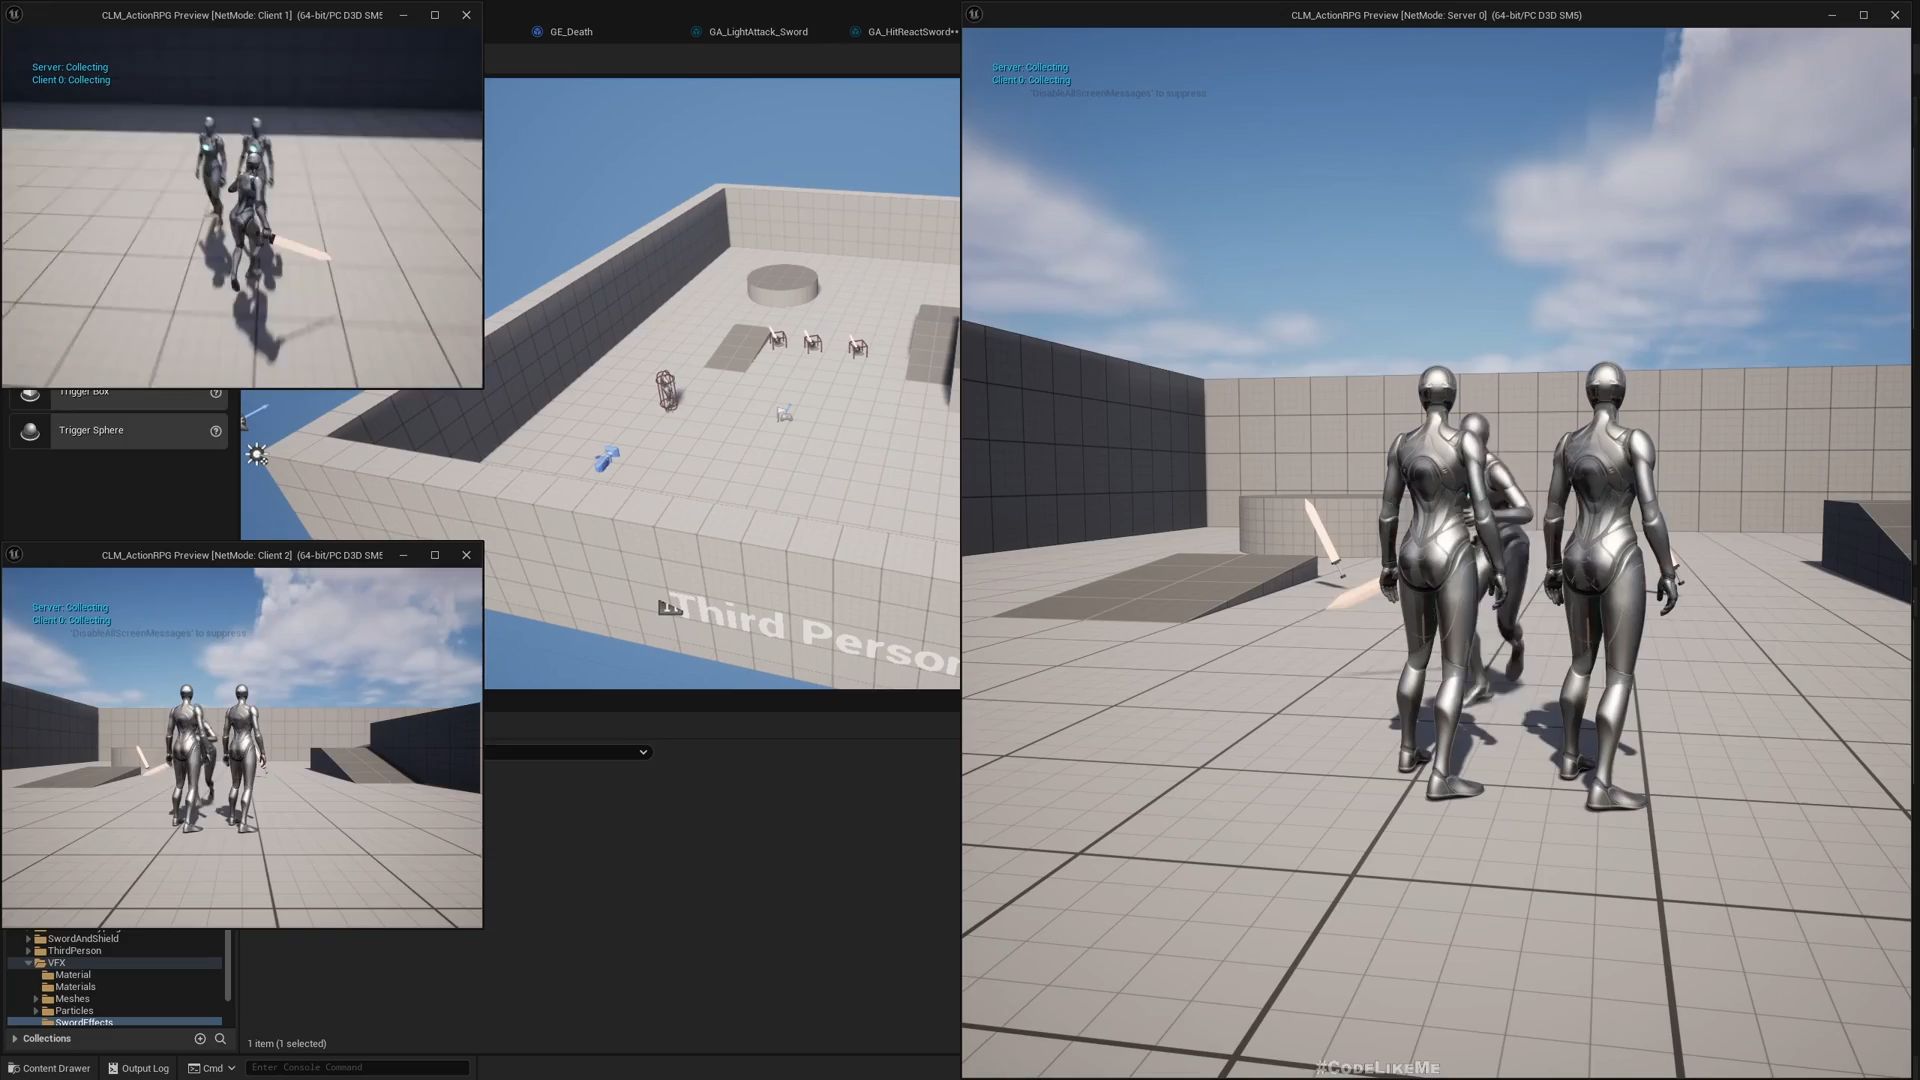 CLM_ActionRPG Preview [NetMode: Client 1] (64-bit/PC D3D SM5
Server: Collecting
Client 0: Collecting
GE_Death
GA_LightAttack_Sword
GA_HitReactSword••
CLM_ActionRPG Preview [NetMode: Server 0] (64-bit/PC D3D SM5)
Server: Collecting
Client 0: Collecting
'DisableAllScreenMessages' to suppress
Trigger Box
Trigger Sphere
Third Person
CLM_ActionRPG Preview [NetMode: Client 2] (64-bit/PC D3D SM5
Server: Collecting
Client 0: Collecting
'DisableAllScreenMessages' to suppress
SwordAndShield
ThirdPerson
VFX
Material
Materials
Meshes
Particles
SwordEffects
Collections
1 item (1 selected)
Content Drawer
Output Log
Cmd
Enter Console Command
#CodeLikeMe